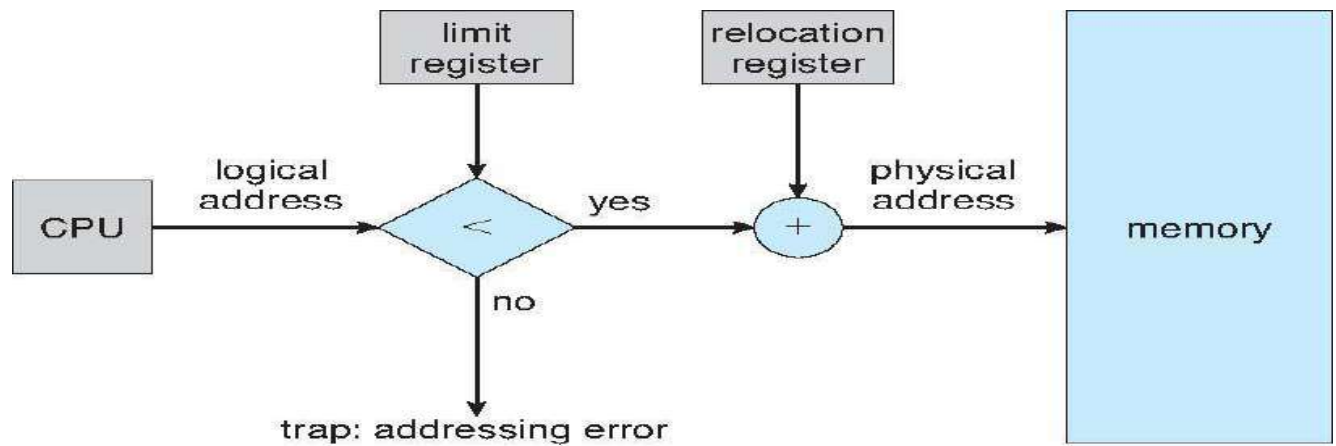 limit
register
relocation
register
logical
address
physical
address
CPU
<
yes
+
memory
no
trap: addressing error